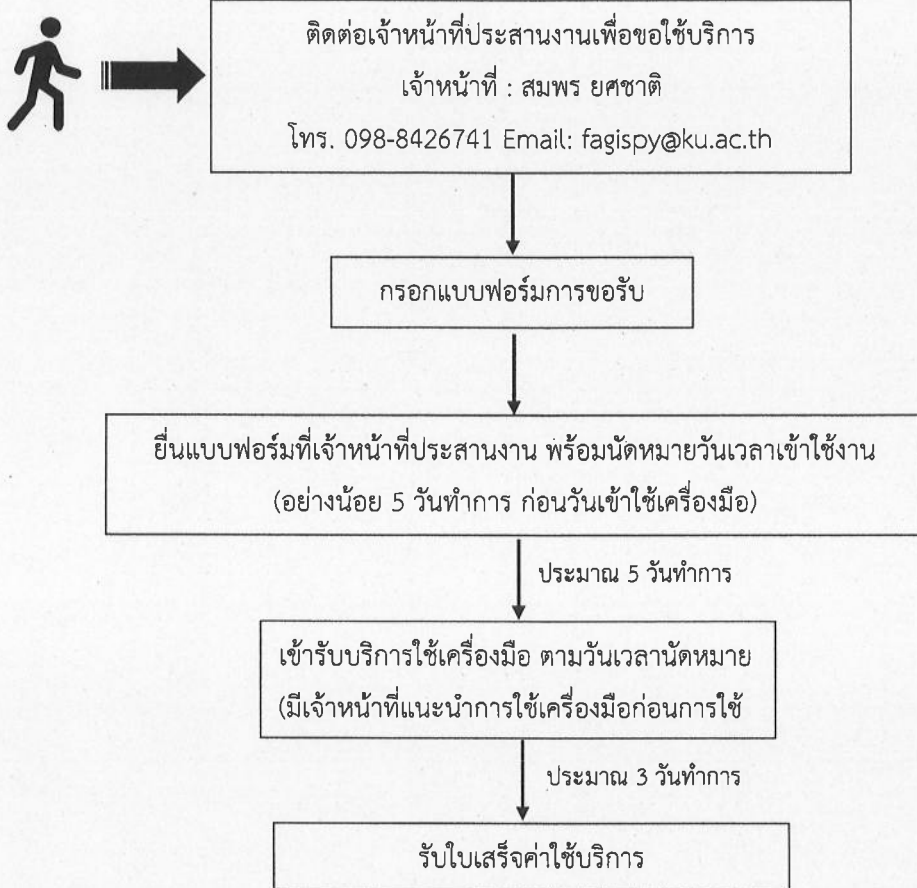 ติดต่อเจ้าหน้าที่ประสานงานเพื่อขอใช้บริการ
เจ้าหน้าที่ : สมพร ยศชาติ
โทร. 098-8426741 Email: fagispy@ku.ac.th
กรอกแบบฟอร์มการขอรับ
ยื่นแบบฟอร์มที่เจ้าหน้าที่ประสานงาน พร้อมนัดหมายวันเวลาเข้าใช้งาน
(อย่างน้อย 5 วันทำการ ก่อนวันเข้าใช้เครื่องมือ)
ประมาณ 5 วันทำการ
เข้ารับบริการใช้เครื่องมือ ตามวันเวลานัดหมาย
(มีเจ้าหน้าที่แนะนำการใช้เครื่องมือก่อนการใช้
ประมาณ 3 วันทำการ
รับใบเสร็จค่าใช้บริการ